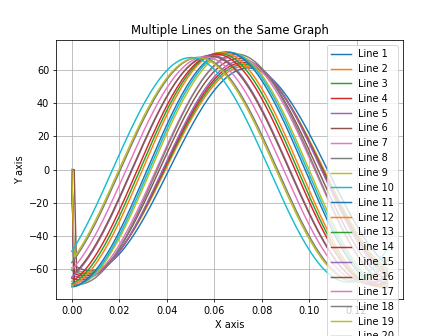 Multiple Lines on the Same Graph
Y axis
60
40
20
0
−20
−40
−60
0.00 0.02 0.04 0.06 0.08 0.10
X axis
Line 1
Line 2
Line 3
Line 4
Line 5
Line 6
Line 7
Line 8
Line 9
Line 10
Line 11
Line 12
Line 13
Line 14
Line 15
Line 16
Line 17
Line 18
Line 19
Line 20